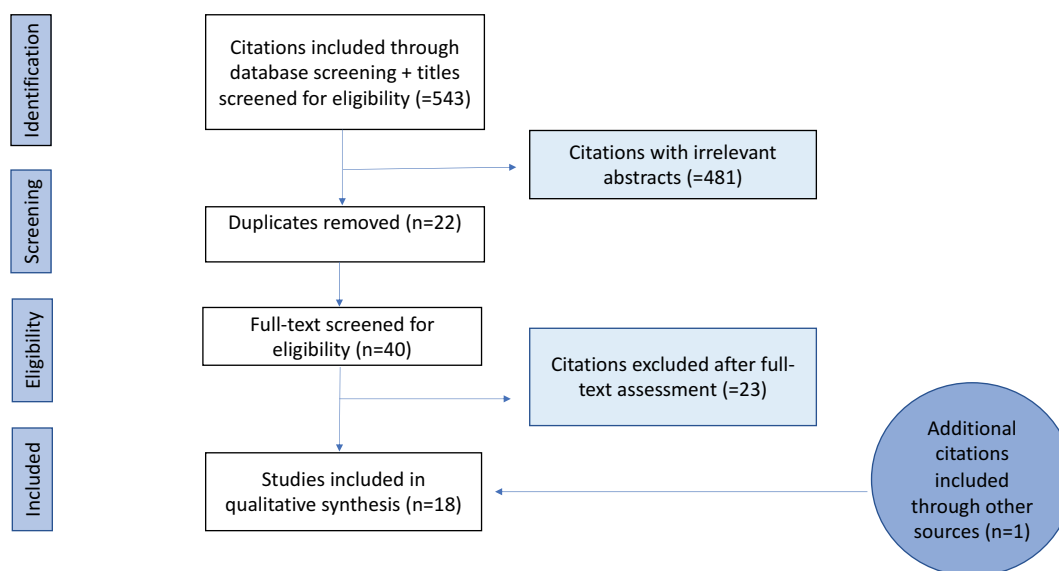 Identification
Citations included through
database screening + titles
screened for eligibility (=543)
Citations with irrelevant
abstracts (=481)
Screening
Duplicates removed (n=22)
Eligibility
Full-text screened for
eligibility (n=40)
Citations excluded after full-
text assessment (=23)
Included
Studies included in
qualitative synthesis (n=18)
Additional
citations
included
through other
sources (n=1)